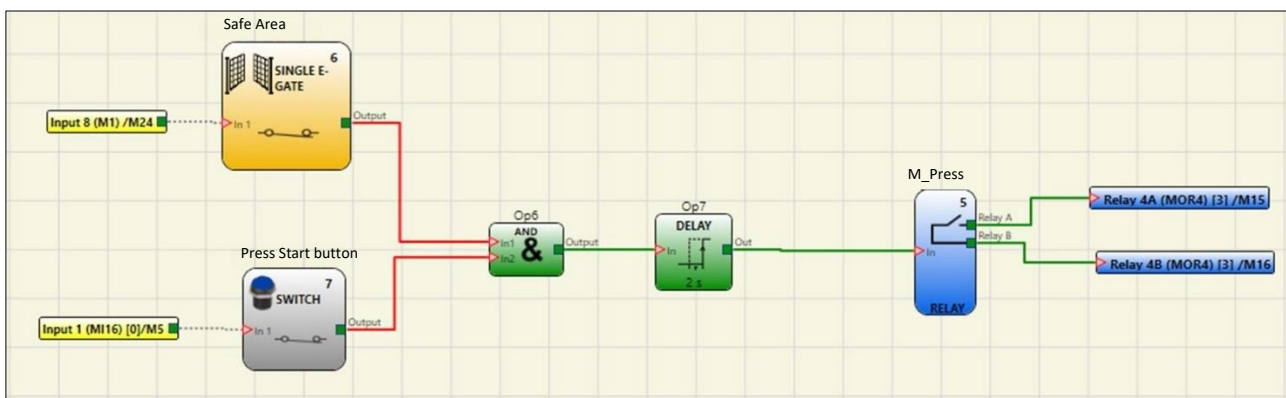 Safe Area
6
SINGLE E-
GATE
Input 8 (M1) /M24
In 1
Output
Press Start button
7
SWITCH
Input 1 (MI16) [0]/M5
In 1
Output
Op6
AND
&
In1
In2
Output
Op7
DELAY
In
Out
2 s
M_Press
5
Relay A
Relay B
In
RELAY
Relay 4A (MOR4) [3] /M15
Relay 4B (MOR4) [3] /M16